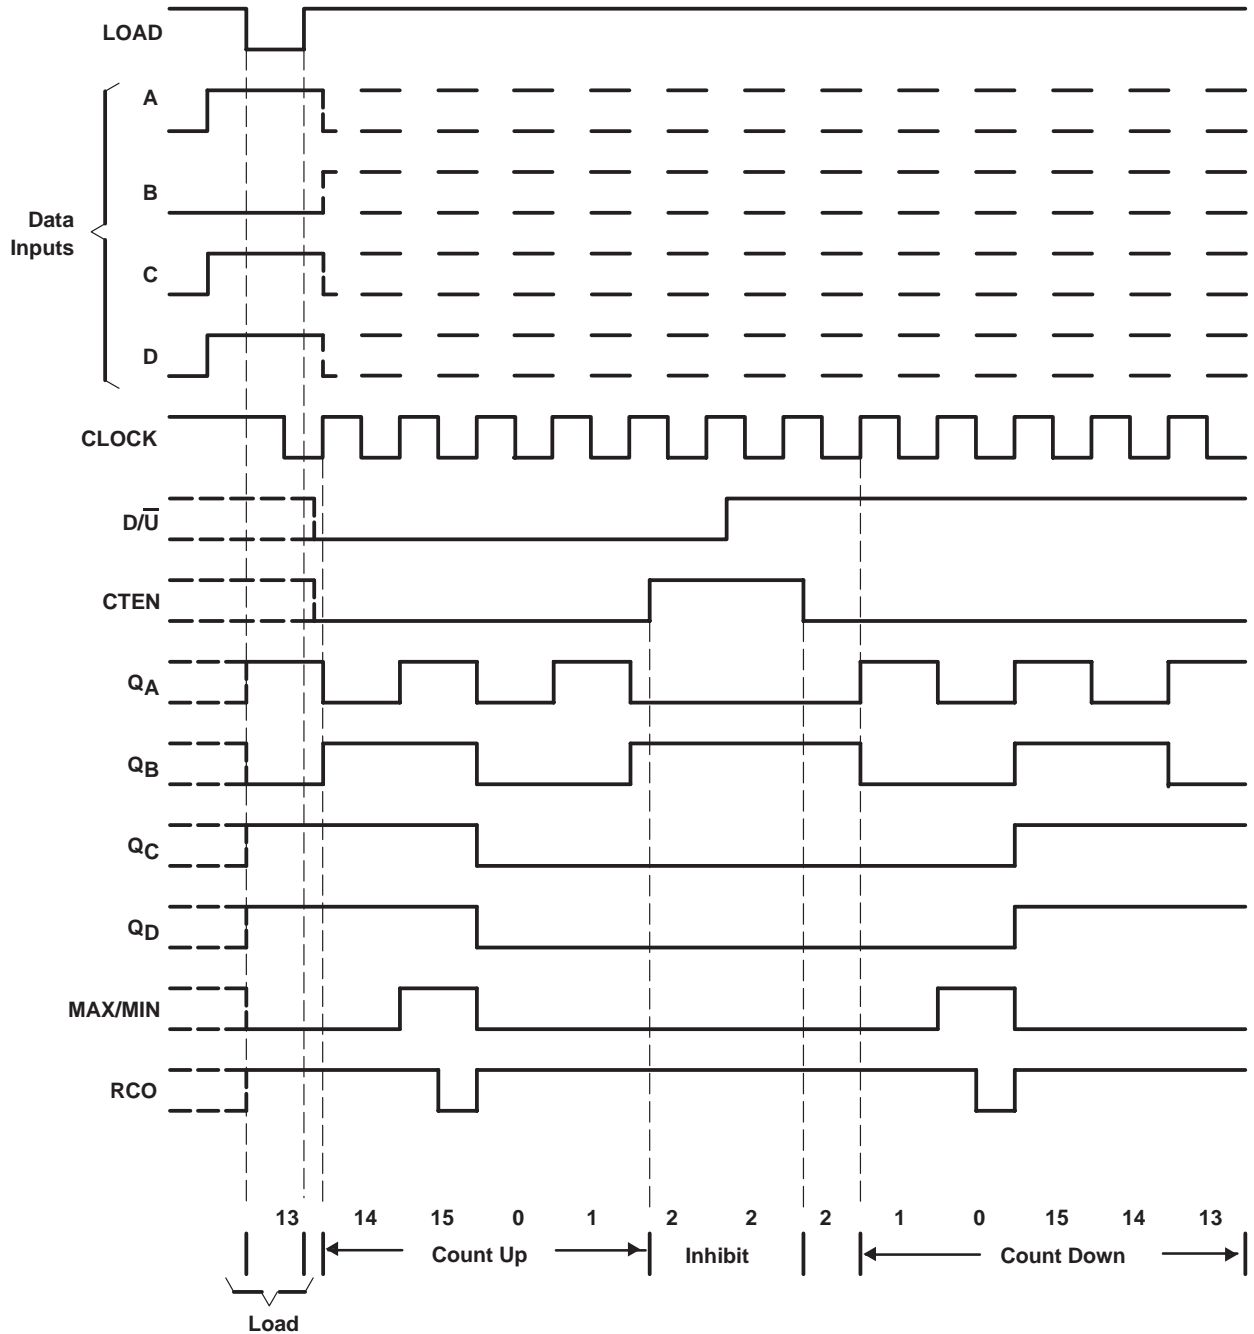 LOAD
A
B
Data
Inputs
C
D
CLOCK
D/U̅
CTEN
QA
QB
QC
QD
MAX/MIN
RCO
13 14 15 0 1 2 2 2 1 0 15 14 13
Count Up Inhibit Count Down
Load